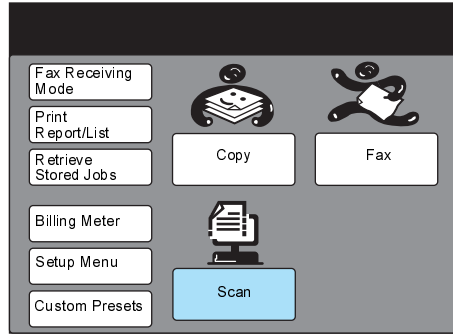 Fax Receiving
Mode
Print
Report/List
Retrieve
Stored Jobs
Copy
Fax
Billing Meter
Setup Menu
Custom Presets
Scan